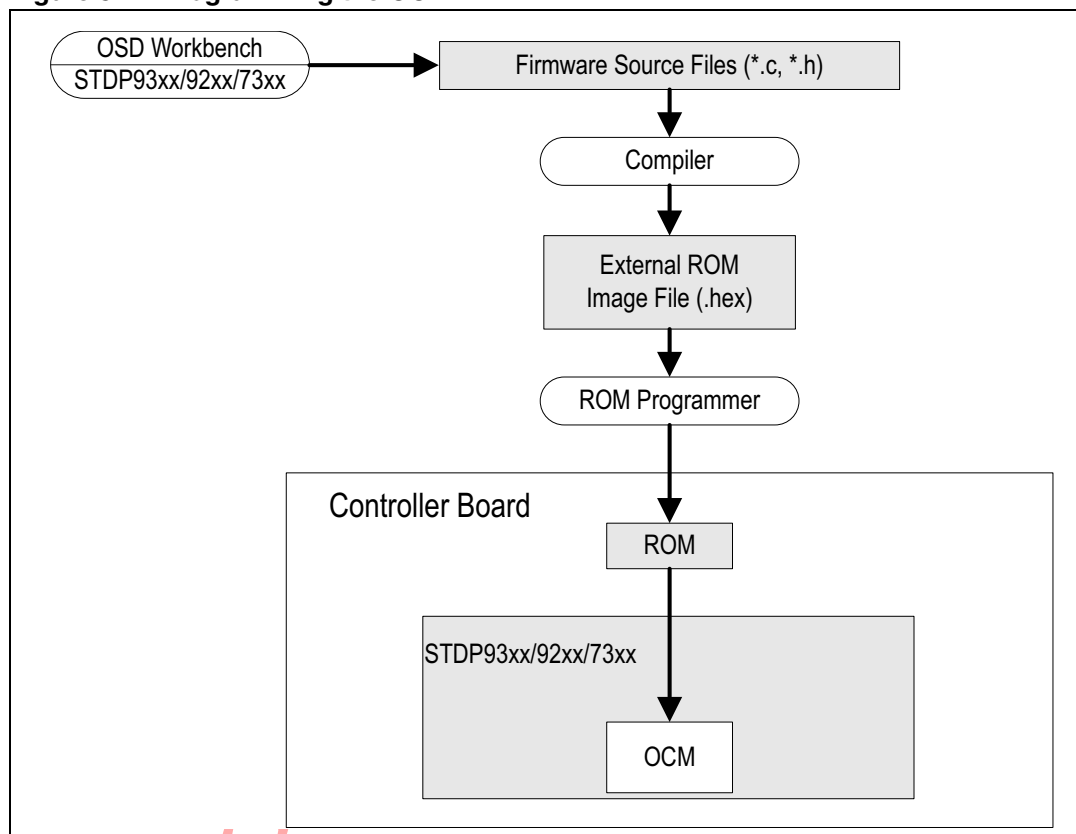 OSD Workbench
STDP93xx/92xx/73xx
Firmware Source Files (*.c, *.h)
Compiler
External ROM
Image File (.hex)
ROM Programmer
Controller Board
ROM
STDP93xx/92xx/73xx
OCM